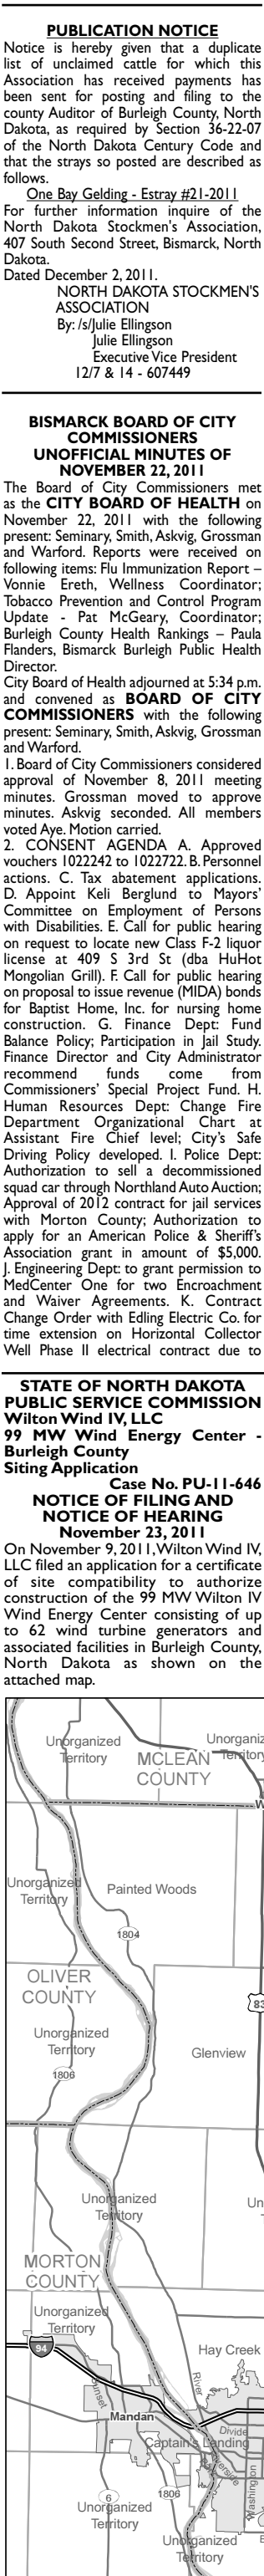 PUBLICATION NOTICE
Notice is hereby given that a duplicate
list of unclaimed cattle for which this
Association has received payments has
been sent for posting and filing to the
county Auditor of Burleigh County, North
Dakota, as required by Section 36-22-07
of the North Dakota Century Code and
that the strays so posted are described as
follows.
One Bay Gelding - Estray #21-2011
For further information inquire of the
North Dakota Stockmen's Association,
407 South Second Street, Bismarck, North
Dakota.
Dated December 2, 2011.
NORTH DAKOTA STOCKMEN'S
ASSOCIATION
By: /s/Julie Ellingson
Julie Ellingson
Executive Vice President
12/7 & 14 - 607449
BISMARCK BOARD OF CITY
COMMISSIONERS
UNOFFICIAL MINUTES OF
NOVEMBER 22, 2011
The Board of City Commissioners met
as the CITY BOARD OF HEALTH on
November 22, 2011 with the following
present: Seminary, Smith, Askvig, Grossman
and Warford. Reports were received on
following items: Flu Immunization Report –
Vonnie Ereth, Wellness Coordinator;
Tobacco Prevention and Control Program
Update - Pat McGeary, Coordinator;
Burleigh County Health Rankings – Paula
Flanders, Bismarck Burleigh Public Health
Director.
City Board of Health adjourned at 5:34 p.m.
and convened as BOARD OF CITY
COMMISSIONERS with the following
present: Seminary, Smith, Askvig, Grossman
and Warford.
1. Board of City Commissioners considered
approval of November 8, 2011 meeting
minutes. Grossman moved to approve
minutes. Askvig seconded. All members
voted Aye. Motion carried.
2. CONSENT AGENDA A. Approved
vouchers 1022242 to 1022722. B. Personnel
actions. C. Tax abatement applications.
D. Appoint Keli Berglund to Mayors'
Committee on Employment of Persons
with Disabilities. E. Call for public hearing
on request to locate new Class F-2 liquor
license at 409 S 3rd St (dba HuHot
Mongolian Grill). F. Call for public hearing
on proposal to issue revenue (MIDA) bonds
for Baptist Home, Inc. for nursing home
construction. G. Finance Dept: Fund
Balance Policy; Participation in Jail Study.
Finance Director and City Administrator
recommend funds come from
Commissioners' Special Project Fund. H.
Human Resources Dept: Change Fire
Department Organizational Chart at
Assistant Fire Chief level; City's Safe
Driving Policy developed. I. Police Dept:
Authorization to sell a decommissioned
squad car through Northland Auto Auction;
Approval of 2012 contract for jail services
with Morton County; Authorization to
apply for an American Police & Sheriff's
Association grant in amount of $5,000.
J. Engineering Dept: to grant permission to
MedCenter One for two Encroachment
and Waiver Agreements. K. Contract
Change Order with Edling Electric Co. for
time extension on Horizontal Collector
Well Phase II electrical contract due to
STATE OF NORTH DAKOTA
PUBLIC SERVICE COMMISSION
Wilton Wind IV, LLC
99 MW Wind Energy Center -
Burleigh County
Siting Application
Case No. PU-11-646
NOTICE OF FILING AND
NOTICE OF HEARING
November 23, 2011
On November 9, 2011, Wilton Wind IV,
LLC filed an application for a certificate
of site compatibility to authorize
construction of the 99 MW Wilton IV
Wind Energy Center consisting of up
to 62 wind turbine generators and
associated facilities in Burleigh County,
North Dakota as shown on the
attached map.
Unorganized
Territory
Unorganiz
Territory
MCLEAN
COUNTY
W
Unorganized
Territory
Painted Woods
1804
OLIVER
COUNTY
83
Unorganized
Territory
Glenview
1806
Unorganized
Territory
Un
MORTON
COUNTY
Unorganized
Territory
94
Hay Creek
River
Sunset
Mandan
Divide
Captain's Landing
Riverside
Washington
6
1806
Unorganized
Territory
Unorganized
Territory